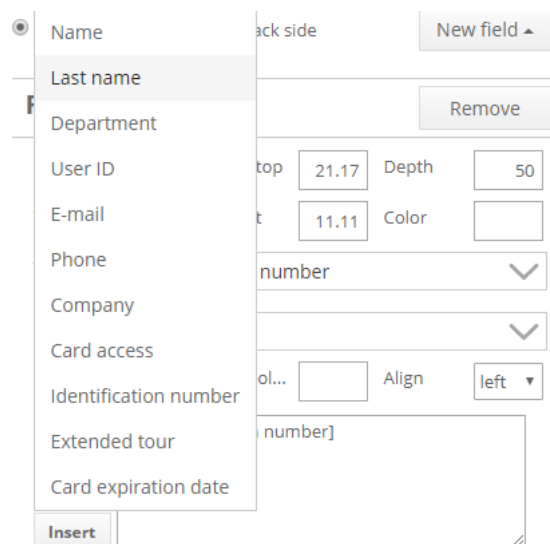 Name
ack side
New field
Last name
Department
Remove
User ID
top
21.17
Depth
50
E-mail
t
11.11
Color
Phone
number
Company
Card access
ol...
Align
left
Identification number
number]
Extended tour
Card expiration date
Insert